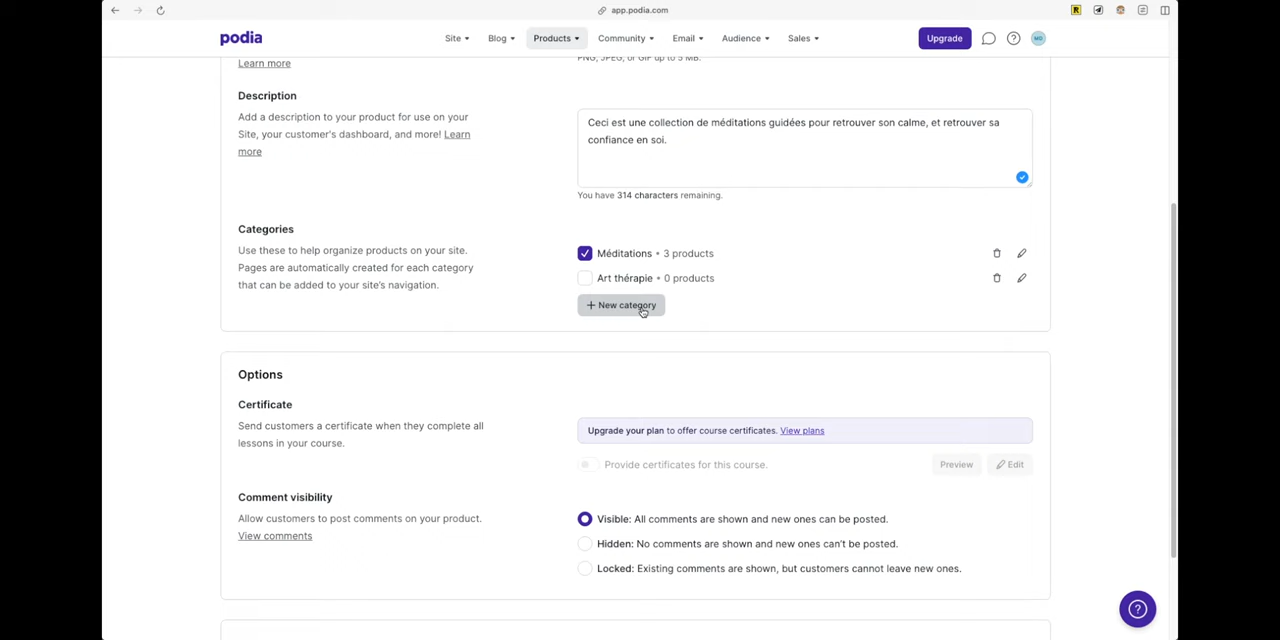 app.podia.com
podia
Site
Blog
Products
Community
Email
Audience
Sales
Upgrade
MD
Learn more
PNG, JPEG, or GIF up to 5 MB.
Description
Add a description to your product for use on your
Site, your customer's dashboard, and more! Learn
more
Ceci est une collection de méditations guidées pour retrouver son calme, et retrouver sa
confiance en soi.
You have 314 characters remaining.
Categories
Use these to help organize products on your site.
Pages are automatically created for each category
that can be added to your site's navigation.
Méditations • 3 products
Art thérapie • 0 products
+ New category
Options
Certificate
Send customers a certificate when they complete all
lessons in your course.
Upgrade your plan to offer course certificates. View plans
Provide certificates for this course.
Preview
Edit
Comment visibility
Allow customers to post comments on your product.
View comments
Visible: All comments are shown and new ones can be posted.
Hidden: No comments are shown and new ones can't be posted.
Locked: Existing comments are shown, but customers cannot leave new ones.